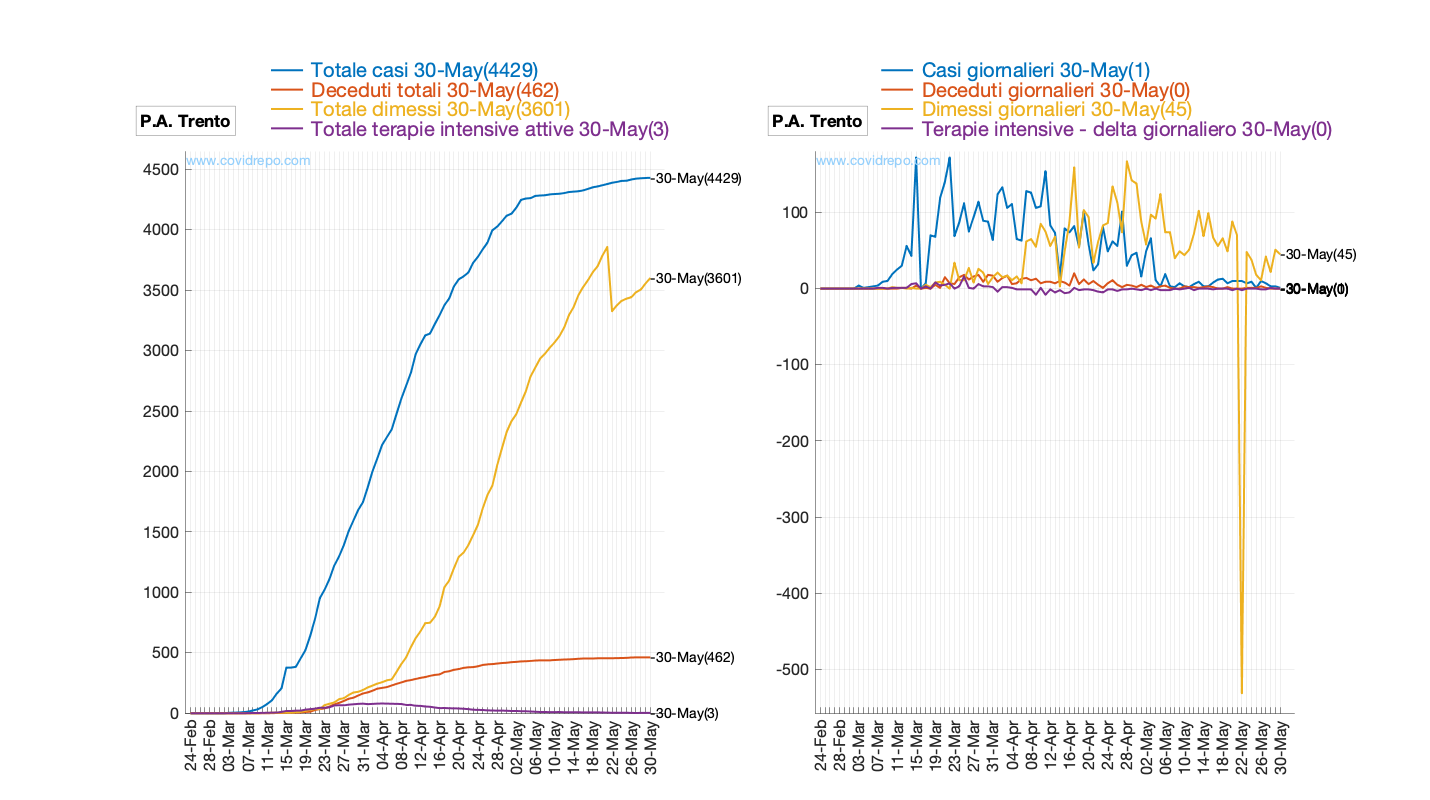 Totale casi 30-May(4429)
Deceduti totali 30-May(462)
Totale dimessi 30-May(3601)
Totale terapie intensive attive 30-May(3)
P.A. Trento
www.covidrepo.com
4500
4000
3500
3000
2500
2000
1500
1000
500
0
30-May(4429)
30-May(3601)
30-May(462)
30-May(3)
24-Feb
28-Feb
03-Mar
07-Mar
11-Mar
15-Mar
19-Mar
23-Mar
27-Mar
31-Mar
04-Apr
08-Apr
12-Apr
16-Apr
20-Apr
24-Apr
28-Apr
02-May
06-May
10-May
14-May
18-May
22-May
26-May
30-May
Casi giornalieri 30-May(1)
Deceduti giornalieri 30-May(0)
Dimessi giornalieri 30-May(45)
Terapie intensive - delta giornaliero 30-May(0)
P.A. Trento
www.covidrepo.com
100
0
-100
-200
-300
-400
-500
30-May(45)
24-Feb
28-Feb
03-Mar
07-Mar
11-Mar
15-Mar
19-Mar
23-Mar
27-Mar
31-Mar
04-Apr
08-Apr
12-Apr
16-Apr
20-Apr
24-Apr
28-Apr
02-May
06-May
10-May
14-May
18-May
22-May
26-May
30-May